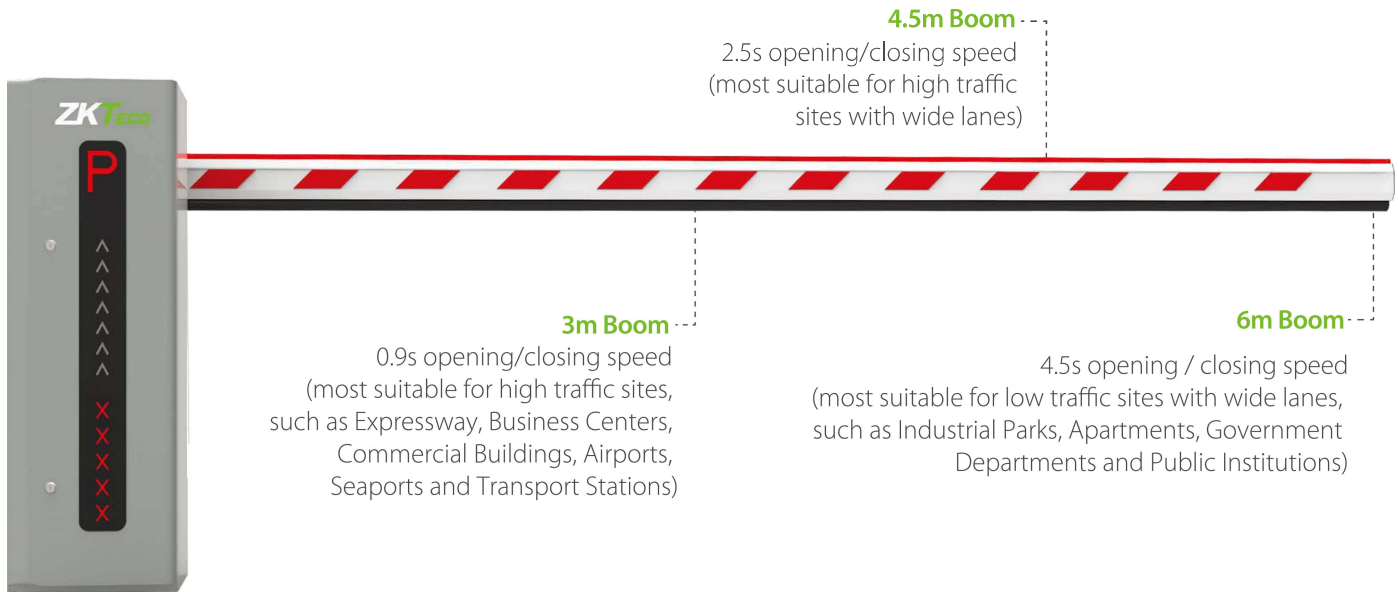 4.5m Boom
2.5s opening/closing speed
(most suitable for high traffic
sites with wide lanes)
ZKTeco
P
X
X
X
X
X
3m Boom
0.9s opening/closing speed
(most suitable for high traffic sites,
such as Expressway, Business Centers,
Commercial Buildings, Airports,
Seaports and Transport Stations)
6m Boom
4.5s opening / closing speed
(most suitable for low traffic sites with wide lanes,
such as Industrial Parks, Apartments, Government
Departments and Public Institutions)